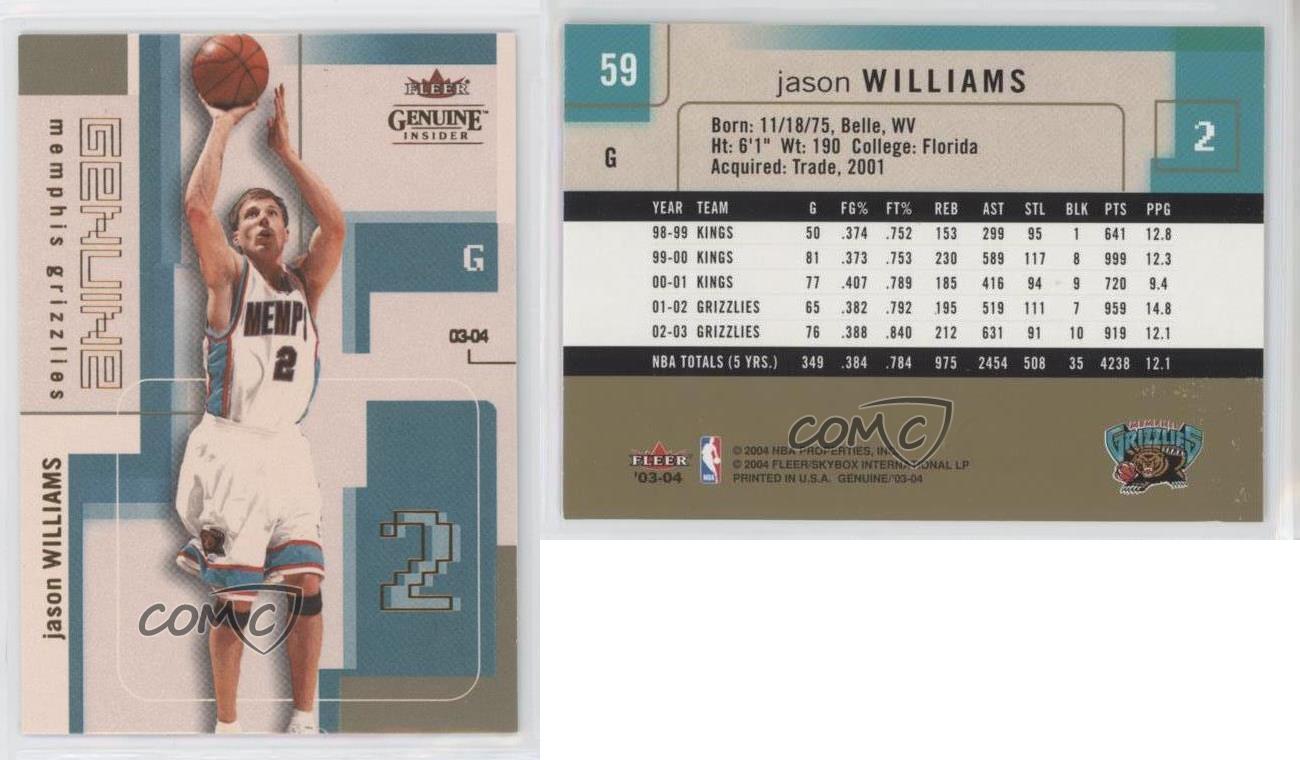 FLEER
GENUINE™
INSIDER
GENUINE
memphis grizzlies
G
03-04
MEMP
2
2
jason WILLIAMS
COMC
59
jason WILLIAMS
G
Born: 11/18/75, Belle, WV
Ht: 6'1" Wt: 190 College: Florida
Acquired: Trade, 2001
2
YEAR TEAM G FG% FT% REB AST STL BLK PTS PPG
98-99 KINGS 50 .374 .752 153 299 95 1 641 12.8
99-00 KINGS 81 .373 .753 230 589 117 8 999 12.3
00-01 KINGS 77 .407 .789 185 416 94 9 720 9.4
01-02 GRIZZLIES 65 .382 .792 195 519 111 7 959 14.8
02-03 GRIZZLIES 76 .388 .840 212 631 91 10 919 12.1
NBA TOTALS (5 YRS.) 349 .384 .784 975 2454 508 35 4238 12.1
COMC
FLEER
'03-04
NBA
© 2004 NBA PROPERTIES, INC.
© 2004 FLEER/SKYBOX INTERNATIONAL LP
PRINTED IN U.S.A. GENUINE/'03-04
MEMPHIS
GRIZZLIES